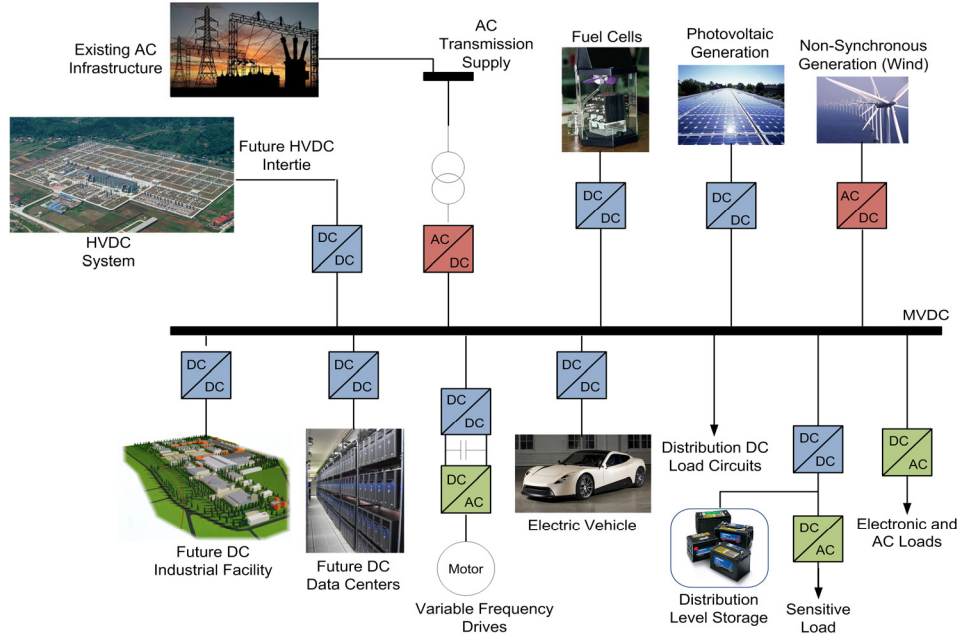 Existing AC
Infrastructure
AC
Transmission
Supply
Fuel Cells
Photovoltaic
Generation
Non-Synchronous
Generation (Wind)
Future HVDC
Intertie
HVDC
System
DC
DC
AC
DC
DC
DC
DC
DC
AC
DC
MVDC
DC
DC
DC
DC
DC
DC
DC
DC
DC
AC
DC
DC
DC
AC
DC
AC
Future DC
Industrial Facility
Future DC
Data Centers
Motor
Variable Frequency
Drives
Electric Vehicle
Distribution DC
Load Circuits
Distribution
Level Storage
Sensitive
Load
Electronic and
AC Loads